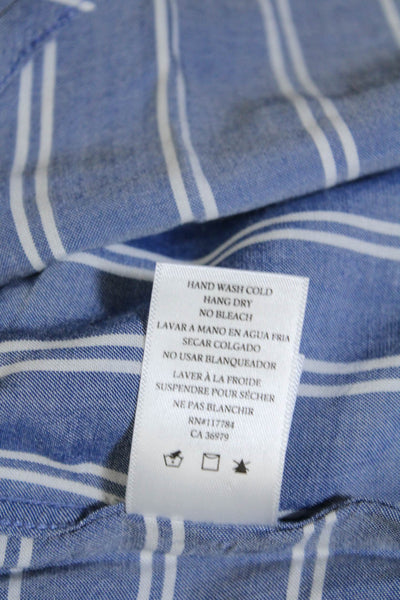 HAND WASH COLD
HANG DRY
NO BLEACH
LAVAR A MANO EN AGUA FRIA
SECAR COLGADO
NO USAR BLANQUEADOR
LAVER À LA FROIDE
SUSPENDRE POUR SÉCHER
NE PAS BLANCHIR
RN#117784
CA 36979